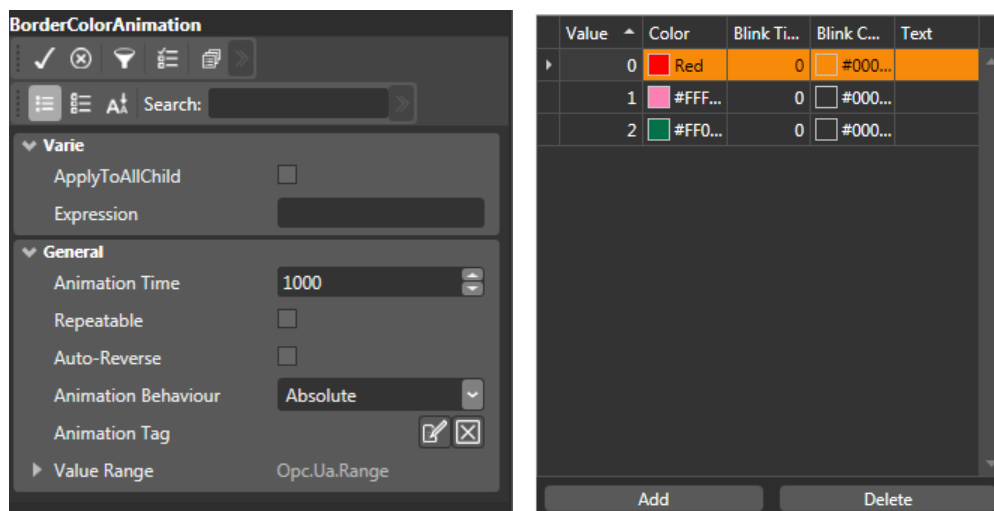 BorderColorAnimation
Search:
Varie
ApplyToAllChild
Expression
General
Animation Time 1000
Repeatable
Auto-Reverse
Animation Behaviour Absolute
Animation Tag
Value Range Opc.Ua.Range
Value Color Blink Ti... Blink C... Text
0 Red 0 #000...
1 #FFF... 0 #000...
2 #FF0... 0 #000...
Add Delete